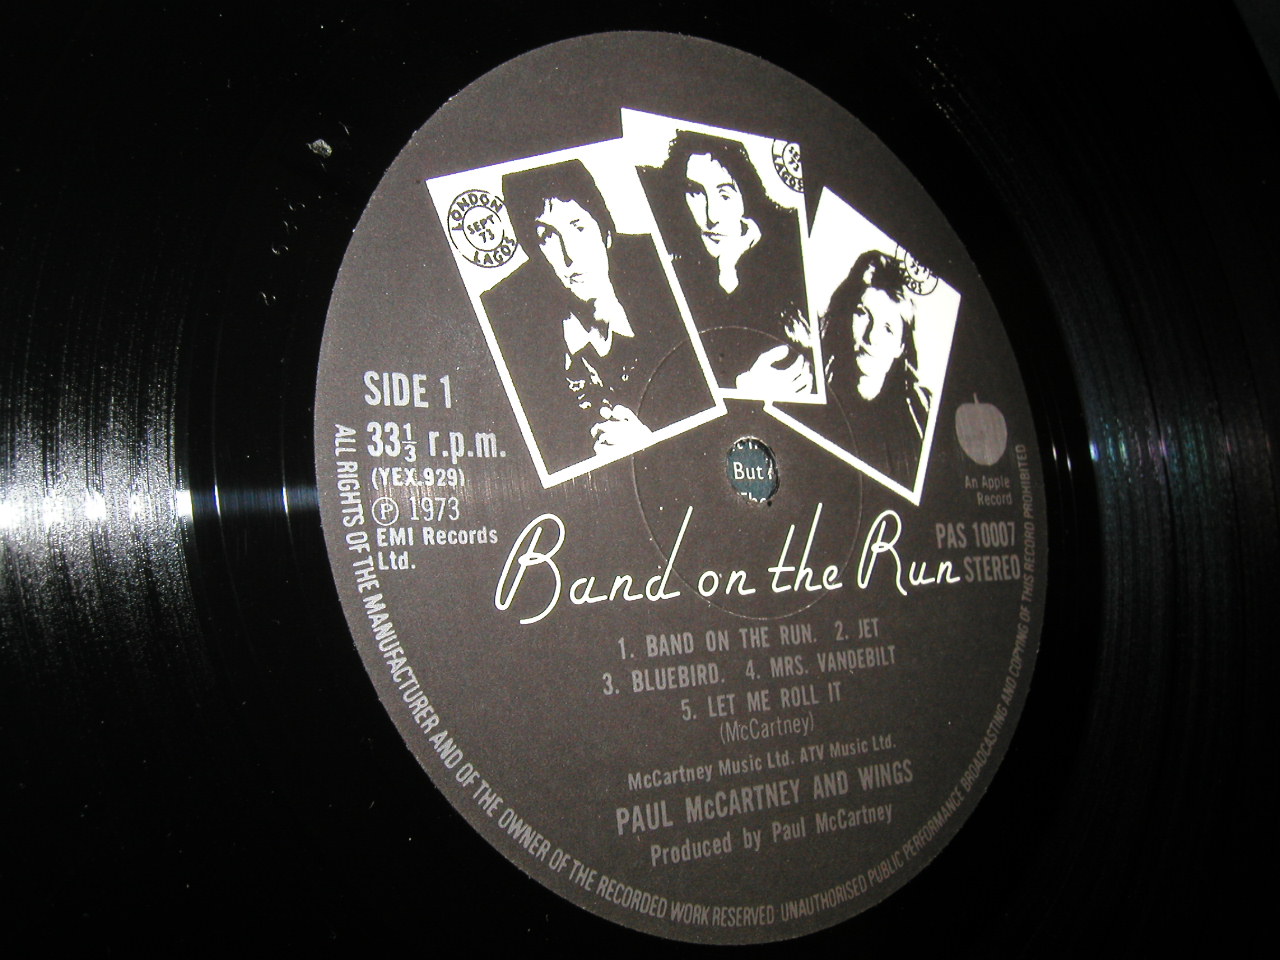 LONDON
SEPT
73
LAGOS
SEPT
73
LAGOS
SIDE 1
33⅓ r.p.m.
(YEX.929)
Ⓟ 1973
EMI Records
Ltd.
But
An Apple
Record
PAS 10007
STEREO
Band on the Run
1. BAND ON THE RUN. 2. JET
3. BLUEBIRD. 4. MRS. VANDEBILT
5. LET ME ROLL IT
(McCartney)
McCartney Music Ltd. ATV Music Ltd.
PAUL McCARTNEY AND WINGS
Produced by Paul McCartney
ALL RIGHTS OF THE MANUFACTURER AND OF THE OWNER OF THE RECORDED WORK RESERVED UNAUTHORISED PUBLIC PERFORMANCE BROADCASTING AND COPYING OF THIS RECORD PROHIBITED